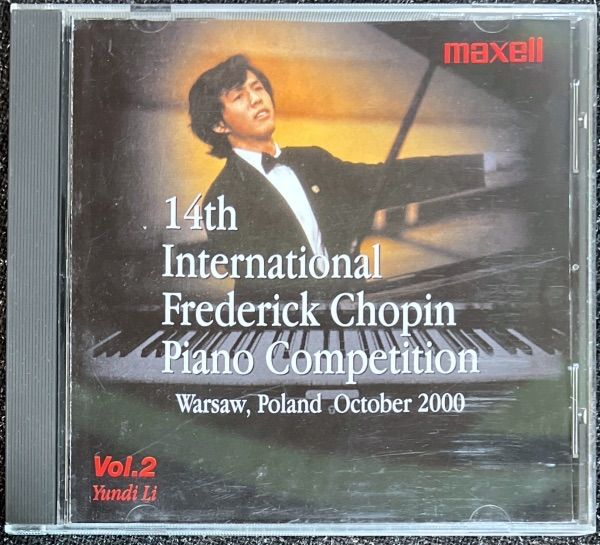 maxell
14th
International
Frederick Chopin
Piano Competition
Warsaw, Poland October 2000
Vol.2
Yundi Li